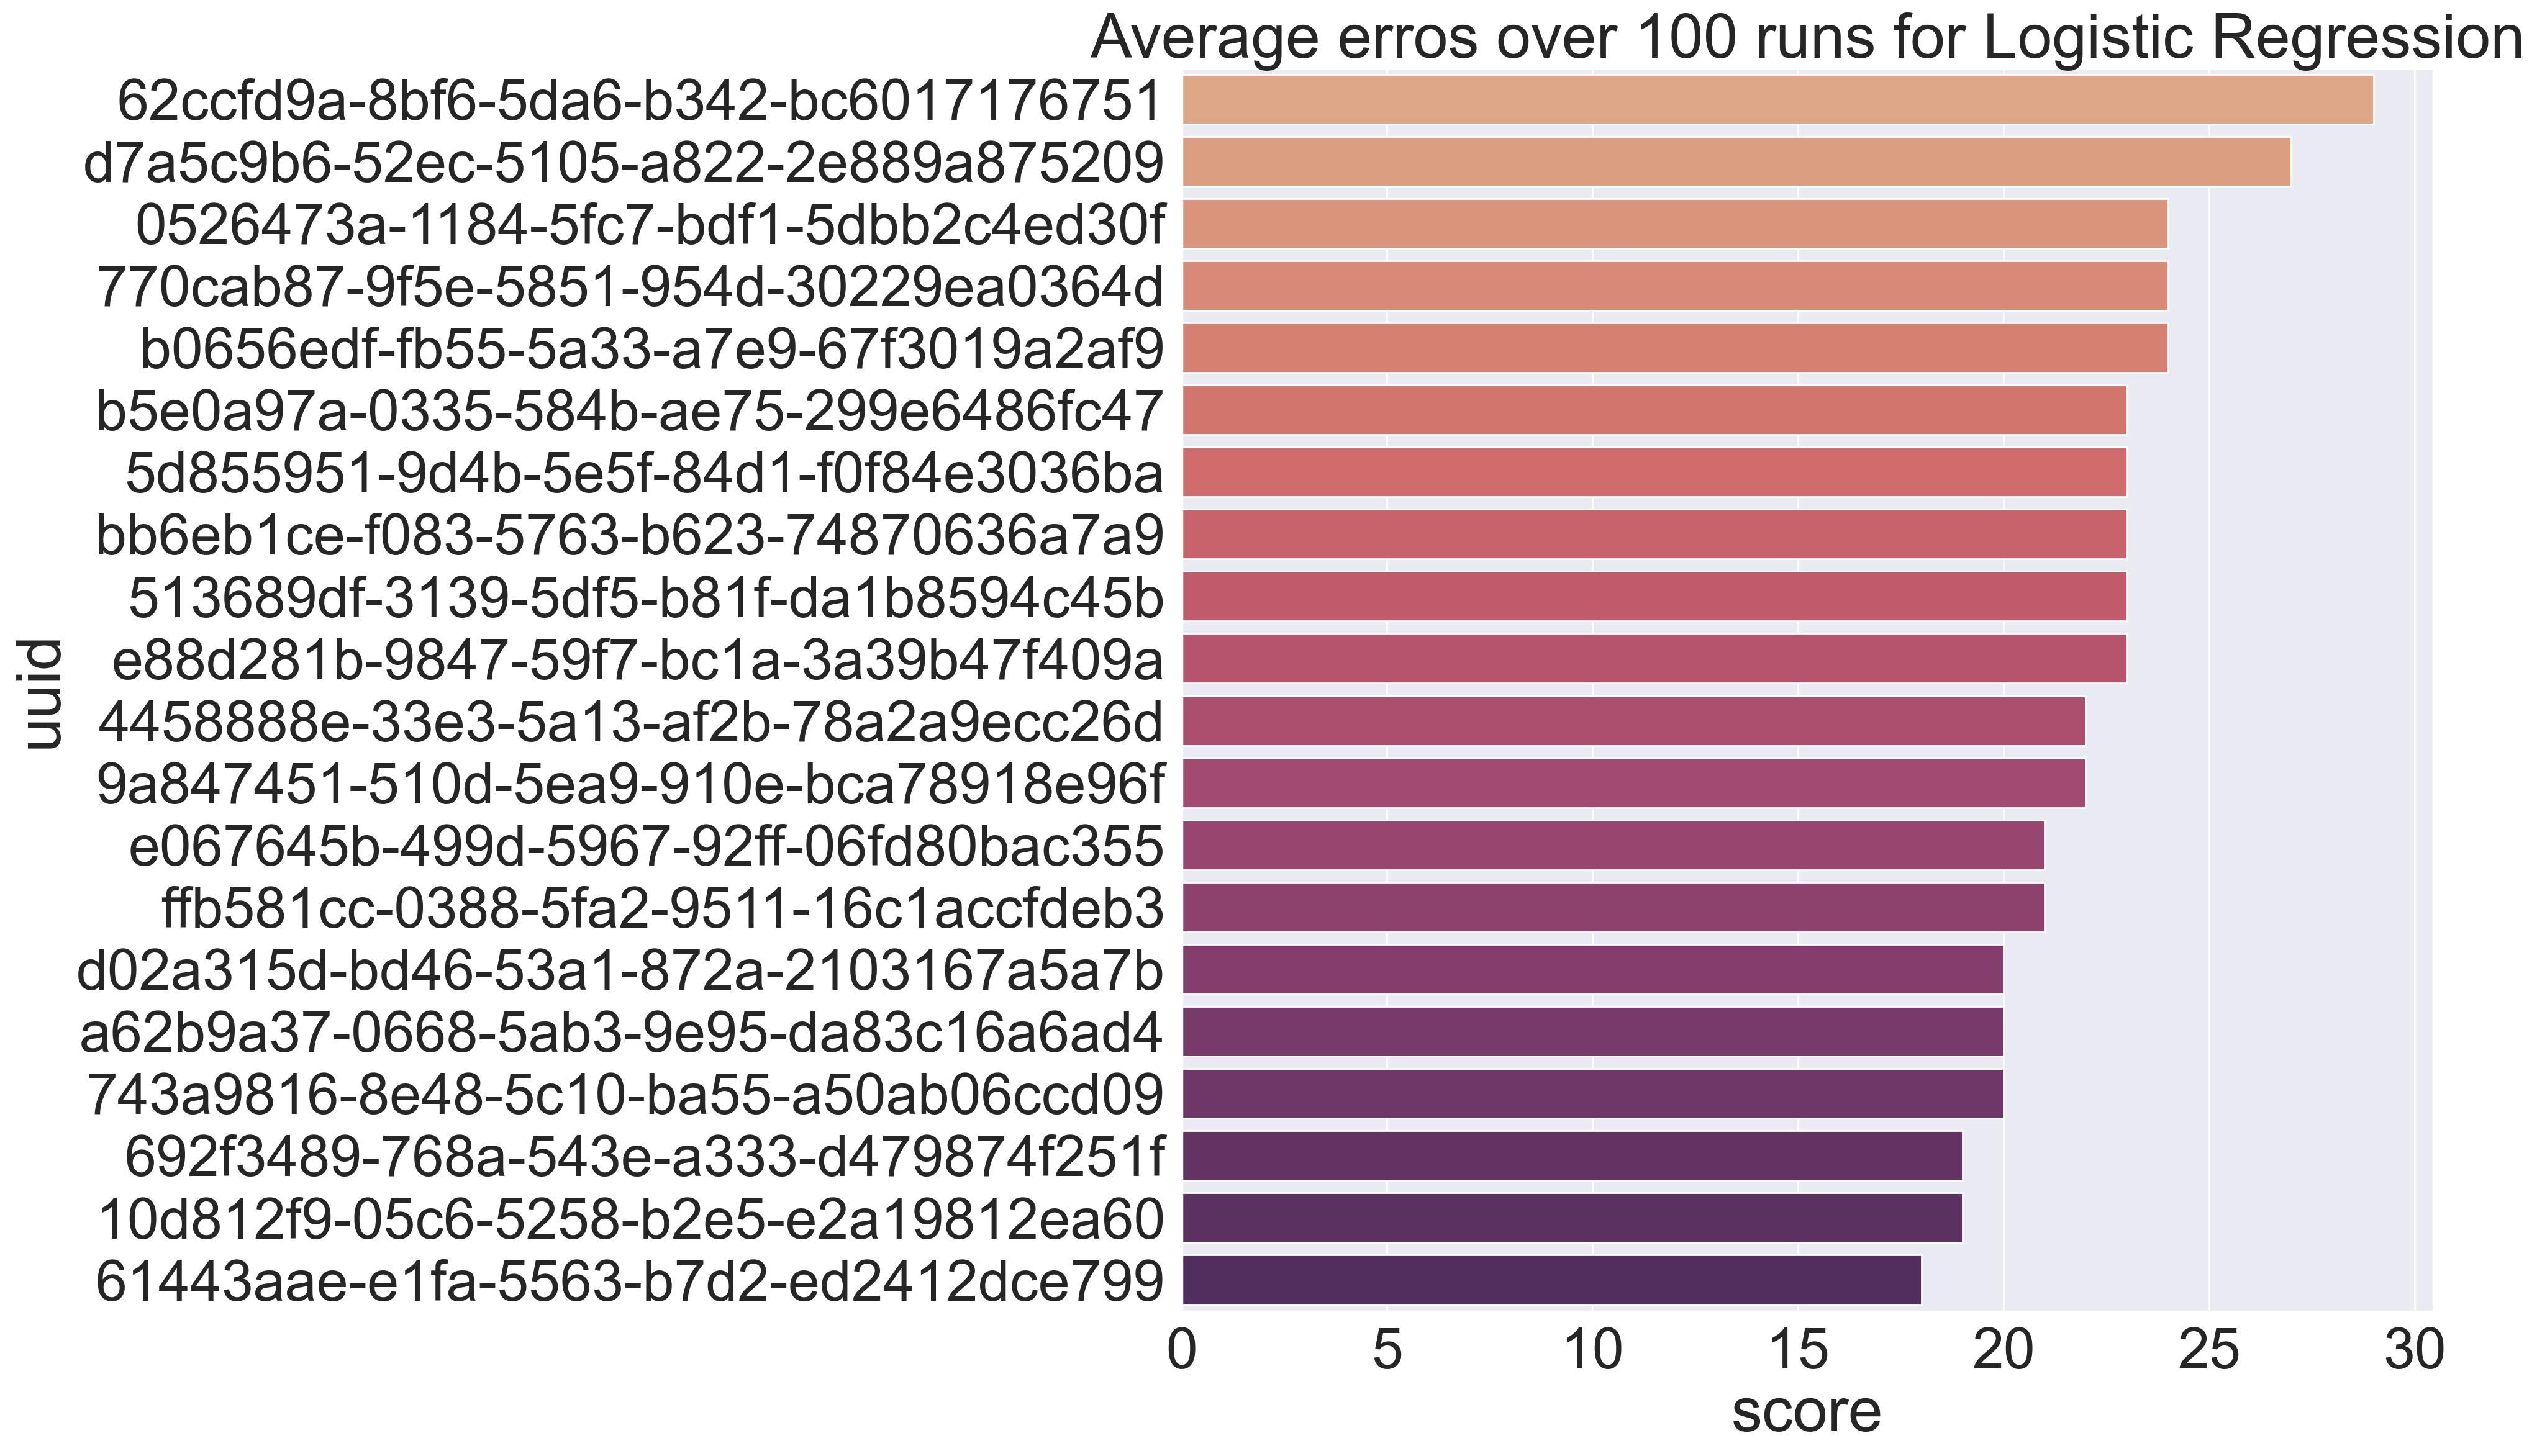 Average erros over 100 runs for Logistic Regression
62ccfd9a-8bf6-5da6-b342-bc6017176751
d7a5c9b6-52ec-5105-a822-2e889a875209
0526473a-1184-5fc7-bdf1-5dbb2c4ed30f
770cab87-9f5e-5851-954d-30229ea0364d
b0656edf-fb55-5a33-a7e9-67f3019a2af9
b5e0a97a-0335-584b-ae75-299e6486fc47
5d855951-9d4b-5e5f-84d1-f0f84e3036ba
bb6eb1ce-f083-5763-b623-74870636a7a9
513689df-3139-5df5-b81f-da1b8594c45b
e88d281b-9847-59f7-bc1a-3a39b47f409a
4458888e-33e3-5a13-af2b-78a2a9ecc26d
9a847451-510d-5ea9-910e-bca78918e96f
e067645b-499d-5967-92ff-06fd80bac355
ffb581cc-0388-5fa2-9511-16c1accfdeb3
d02a315d-bd46-53a1-872a-2103167a5a7b
a62b9a37-0668-5ab3-9e95-da83c16a6ad4
743a9816-8e48-5c10-ba55-a50ab06ccd09
692f3489-768a-543e-a333-d479874f251f
10d812f9-05c6-5258-b2e5-e2a19812ea60
61443aae-e1fa-5563-b7d2-ed2412dce799
uuid
0 5 10 15 20 25 30
score